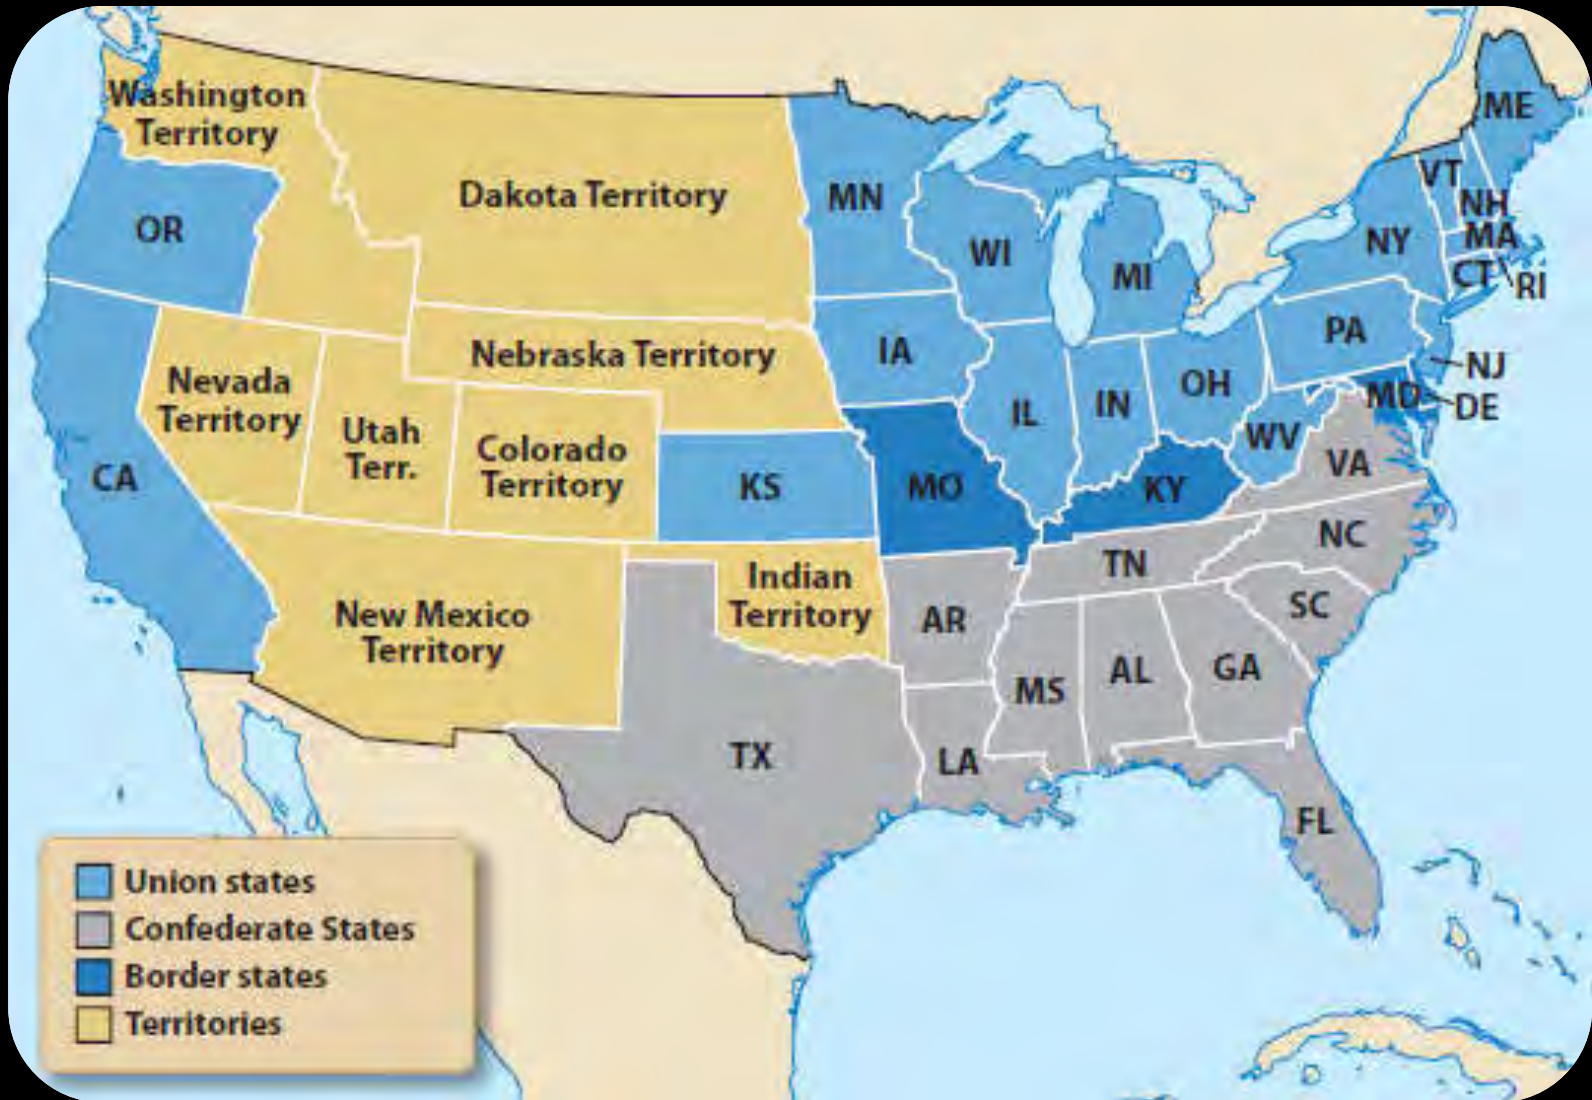 Washington
Territory
Dakota Territory
MN
ME
VT
NH
OR
WI
MI
NY
MA
CT
RI
Nebraska Territory
IA
PA
NJ
Nevada
Territory
Utah
Terr.
Colorado
Territory
IL
IN
OH
MD
DE
CA
KS
MO
KY
WV
VA
NC
TN
Indian
Territory
New Mexico
Territory
AR
SC
MS
AL
GA
TX
LA
FL
Union states
Confederate States
Border states
Territories